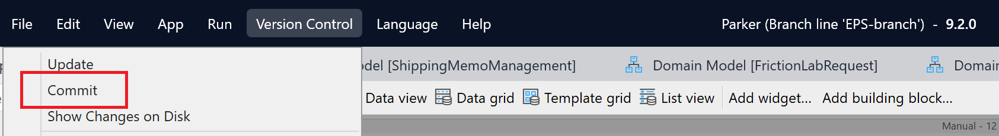 File Edit View App Run Version Control Language Help Parker (Branch line 'EPS-branch') - 9.2.0
Update
[ShippingMemoManagement] Domain Model [FrictionLabRequest]
Commit
Data view Data grid Template grid List view Add widget... Add building block...
Show Changes on Disk
Manual - 12